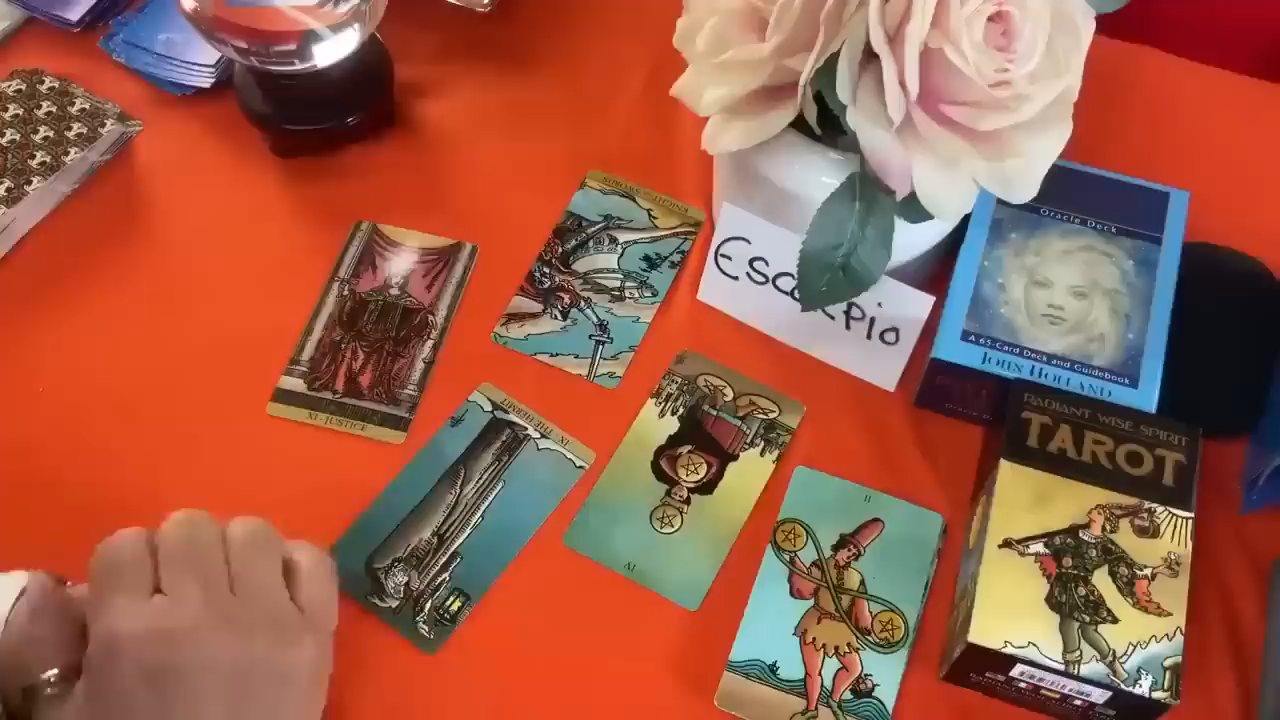 KNIGHT OF SWORDS
XI · JUSTICE
IX THE HERMIT
IV
II
Escorpio
Oracle Deck
A 65-Card Deck and Guidebook
JOHN HOLLAND
RADIANT WISE SPIRIT
TAROT